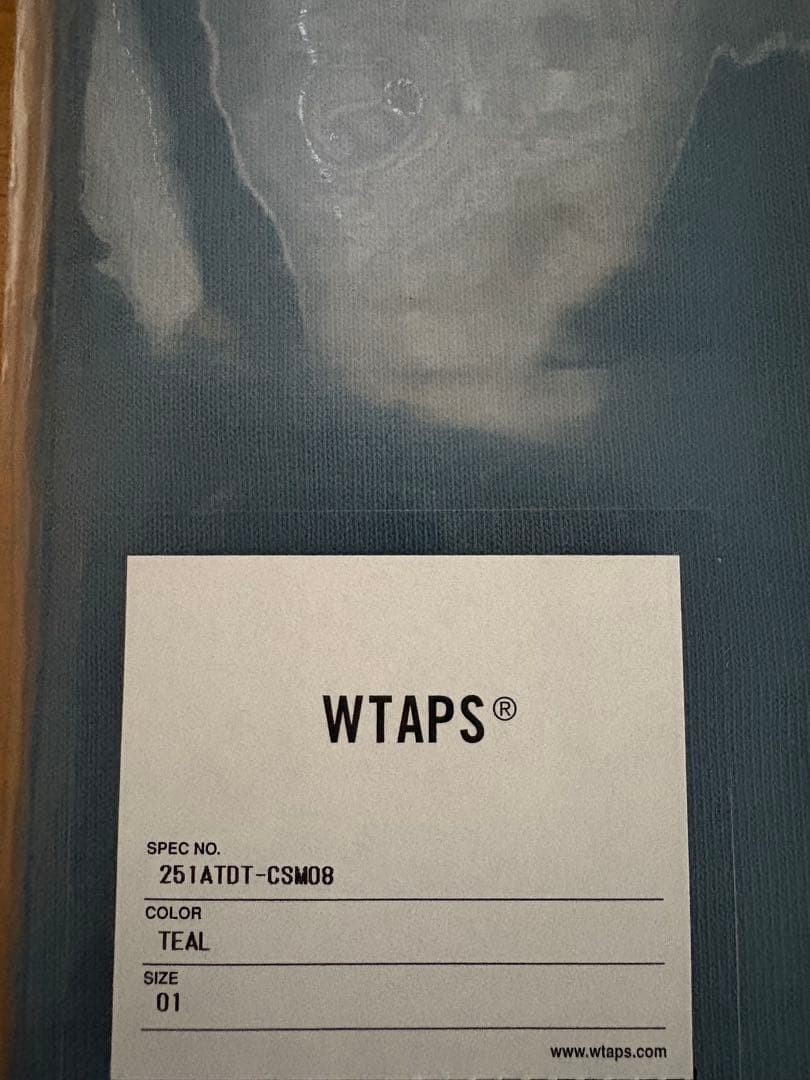 WTAPS®
SPEC NO.
251ATDT-CSM08
COLOR
TEAL
SIZE
01
www.wtaps.com